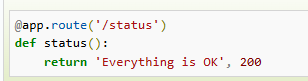 @app.route('/status')
def status():
    return 'Everything is OK', 200